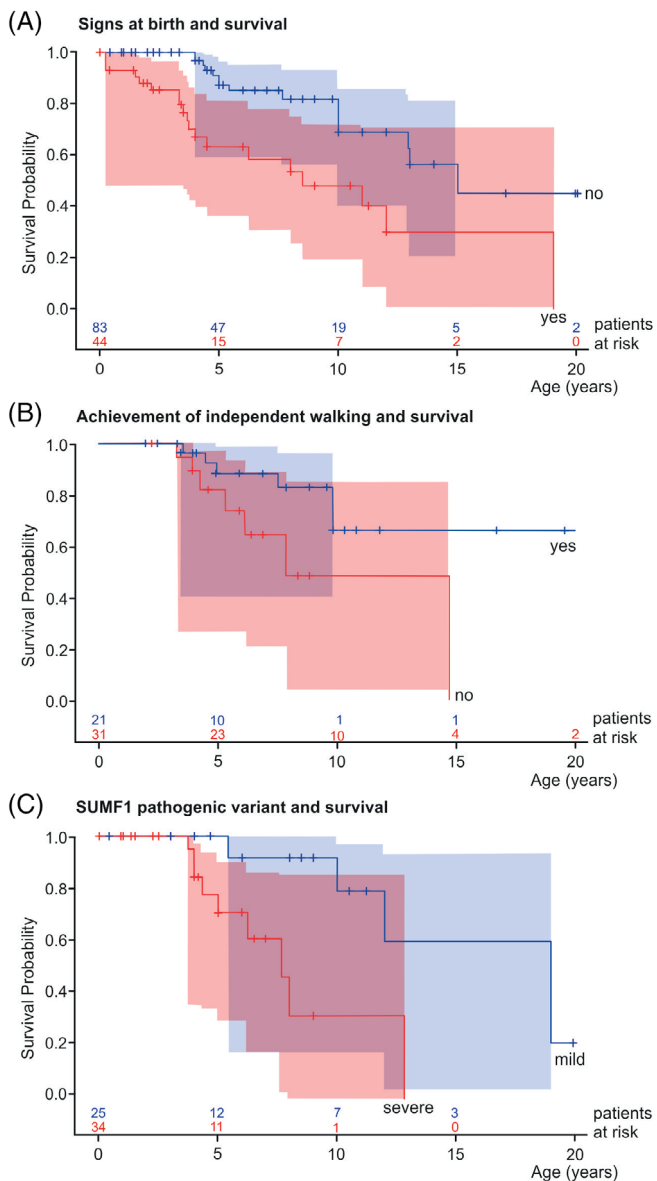 (A)
Signs at birth and survival
1.0
0.8
0.6
0.4
0.2
0.0
Survival Probability
no
yes
83 47 19 5 2 patients
44 15 7 2 0 at risk
0 5 10 15 20
Age (years)
(B)
Achievement of independent walking and survival
1.0
0.8
0.6
0.4
0.2
0.0
Survival Probability
yes
no
21 10 1 1 patients
31 23 10 4 2 at risk
0 5 10 15 20
Age (years)
(C)
SUMF1 pathogenic variant and survival
1.0
0.8
0.6
0.4
0.2
0.0
Survival Probability
mild
severe
25 12 7 3 patients
34 11 1 0 at risk
0 5 10 15 20
Age (years)